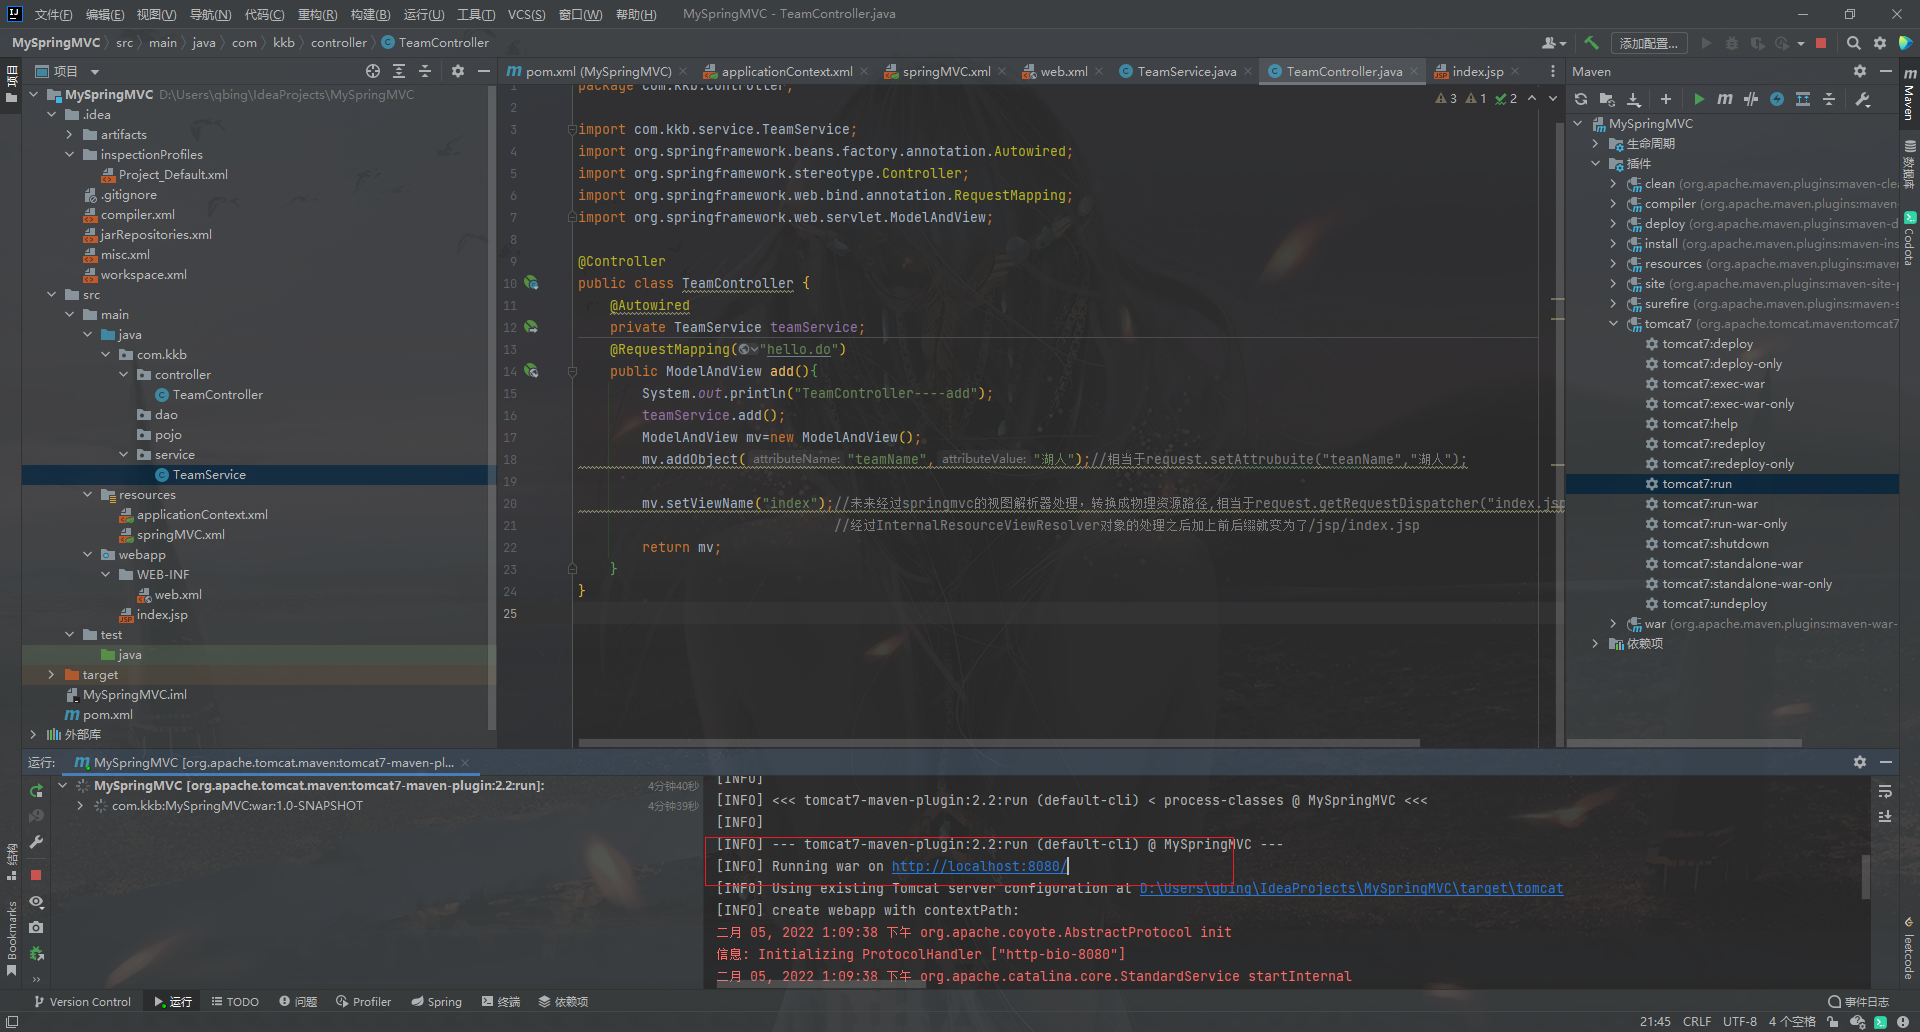 文件(F) 编辑(E) 视图(V) 导航(N) 代码(C) 重构(R) 构建(B) 运行(U) 工具(T) VCS(S) 窗口(W) 帮助(H) MySpringMVC - TeamController.java
MySpringMVC src main java com kkb controller TeamController
添加配置...
项目
MySpringMVC D:\Users\qbing\IdeaProjects\MySpringMVC
.idea
artifacts
inspectionProfiles
Project_Default.xml
.gitignore
compiler.xml
jarRepositories.xml
misc.xml
workspace.xml
src
main
java
com.kkb
controller
TeamController
dao
pojo
service
TeamService
resources
applicationContext.xml
springMVC.xml
webapp
WEB-INF
web.xml
index.jsp
test
java
target
MySpringMVC.iml
pom.xml
外部库
pom.xml (MySpringMVC) applicationContext.xml springMVC.xml web.xml TeamService.java TeamController.java index.jsp
3 1 2
1 package com.kkb.controller;
2
3 import com.kkb.service.TeamService;
4 import org.springframework.beans.factory.annotation.Autowired;
5 import org.springframework.stereotype.Controller;
6 import org.springframework.web.bind.annotation.RequestMapping;
7 import org.springframework.web.servlet.ModelAndView;
8
9 @Controller
10 public class TeamController {
11 @Autowired
12 private TeamService teamService;
13 @RequestMapping("hello.do")
14 public ModelAndView add(){
15 System.out.println("TeamController----add");
16 teamService.add();
17 ModelAndView mv=new ModelAndView();
18 mv.addObject( attributeName: "teamName", attributeValue: "湖人");//相当于request.setAttrubuite("teanName","湖人");
19
20 mv.setViewName("index");//未来经过springmvc的视图解析器处理，转换成物理资源路径,相当于request.getRequestDispatcher("index.jsp
21 //经过InternalResourceViewResolver对象的处理之后加上前后缀就变为了/jsp/index.jsp
22 return mv;
23 }
24 }
25
Maven
MySpringMVC
生命周期
插件
clean (org.apache.maven.plugins:maven-cle
compiler (org.apache.maven.plugins:maven-
deploy (org.apache.maven.plugins:maven-d
install (org.apache.maven.plugins:maven-ins
resources (org.apache.maven.plugins:maven-
site (org.apache.maven.plugins:maven-site-p
surefire (org.apache.maven.plugins:maven-s
tomcat7 (org.apache.tomcat.maven:tomcat7
tomcat7:deploy
tomcat7:deploy-only
tomcat7:exec-war
tomcat7:exec-war-only
tomcat7:help
tomcat7:redeploy
tomcat7:redeploy-only
tomcat7:run
tomcat7:run-war
tomcat7:run-war-only
tomcat7:shutdown
tomcat7:standalone-war
tomcat7:standalone-war-only
tomcat7:undeploy
war (org.apache.maven.plugins:maven-war-
依赖项
Maven
数据库
Codota
leetcode
结构
Bookmarks
运行: MySpringMVC [org.apache.tomcat.maven:tomcat7-maven-pl...
MySpringMVC [org.apache.tomcat.maven:tomcat7-maven-plugin:2.2:run]: 4分钟40秒
com.kkb:MySpringMVC:war:1.0-SNAPSHOT 4分钟39秒
[INFO]
[INFO] <<< tomcat7-maven-plugin:2.2:run (default-cli) < process-classes @ MySpringMVC <<<
[INFO]
[INFO] --- tomcat7-maven-plugin:2.2:run (default-cli) @ MySpringMVC ---
[INFO] Running war on http://localhost:8080/
[INFO] Using existing Tomcat server configuration at D:\Users\qbing\IdeaProjects\MySpringMVC\target\tomcat
[INFO] create webapp with contextPath:
二月 05, 2022 1:09:38 下午 org.apache.coyote.AbstractProtocol init
信息: Initializing ProtocolHandler ["http-bio-8080"]
二月 05, 2022 1:09:38 下午 org.apache.catalina.core.StandardService startInternal
Version Control 运行 TODO 问题 Profiler Spring 终端 依赖项 事件日志
21:45 CRLF UTF-8 4 个空格